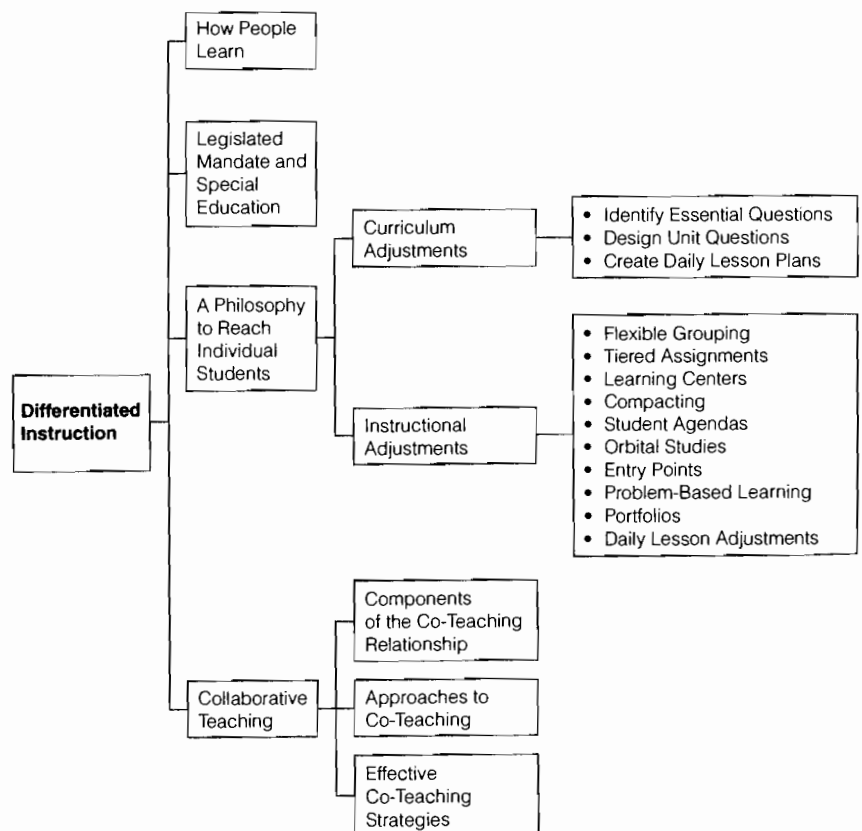 How People
Learn
Legislated
Mandate and
Special
Education
Curriculum
Adjustments
• Identify Essential Questions
• Design Unit Questions
• Create Daily Lesson Plans
A Philosophy
to Reach
Individual
Students
Differentiated
Instruction
Instructional
Adjustments
• Flexible Grouping
• Tiered Assignments
• Learning Centers
• Compacting
• Student Agendas
• Orbital Studies
• Entry Points
• Problem-Based Learning
• Portfolios
• Daily Lesson Adjustments
Collaborative
Teaching
Components
of the Co-Teaching
Relationship
Approaches to
Co-Teaching
Effective
Co-Teaching
Strategies